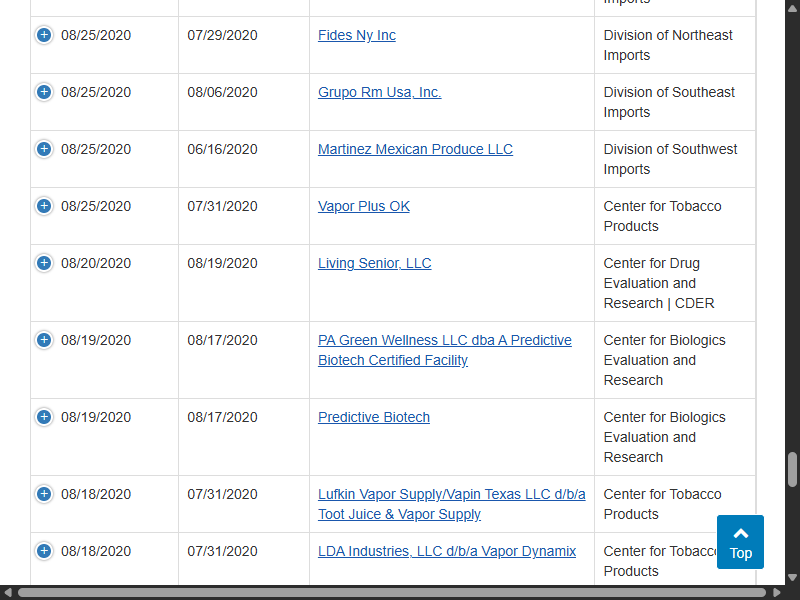 Imports
08/25/2020 07/29/2020 Fides Ny Inc Division of Northeast
Imports
08/25/2020 08/06/2020 Grupo Rm Usa, Inc. Division of Southeast
Imports
08/25/2020 06/16/2020 Martinez Mexican Produce LLC Division of Southwest
Imports
08/25/2020 07/31/2020 Vapor Plus OK Center for Tobacco
Products
08/20/2020 08/19/2020 Living Senior, LLC Center for Drug
Evaluation and
Research | CDER
08/19/2020 08/17/2020 PA Green Wellness LLC dba A Predictive Center for Biologics
Biotech Certified Facility Evaluation and
Research
08/19/2020 08/17/2020 Predictive Biotech Center for Biologics
Evaluation and
Research
08/18/2020 07/31/2020 Lufkin Vapor Supply/Vapin Texas LLC d/b/a Center for Tobacco
Toot Juice & Vapor Supply Products
08/18/2020 07/31/2020 LDA Industries, LLC d/b/a Vapor Dynamix Center for Tobacco
Products
Top